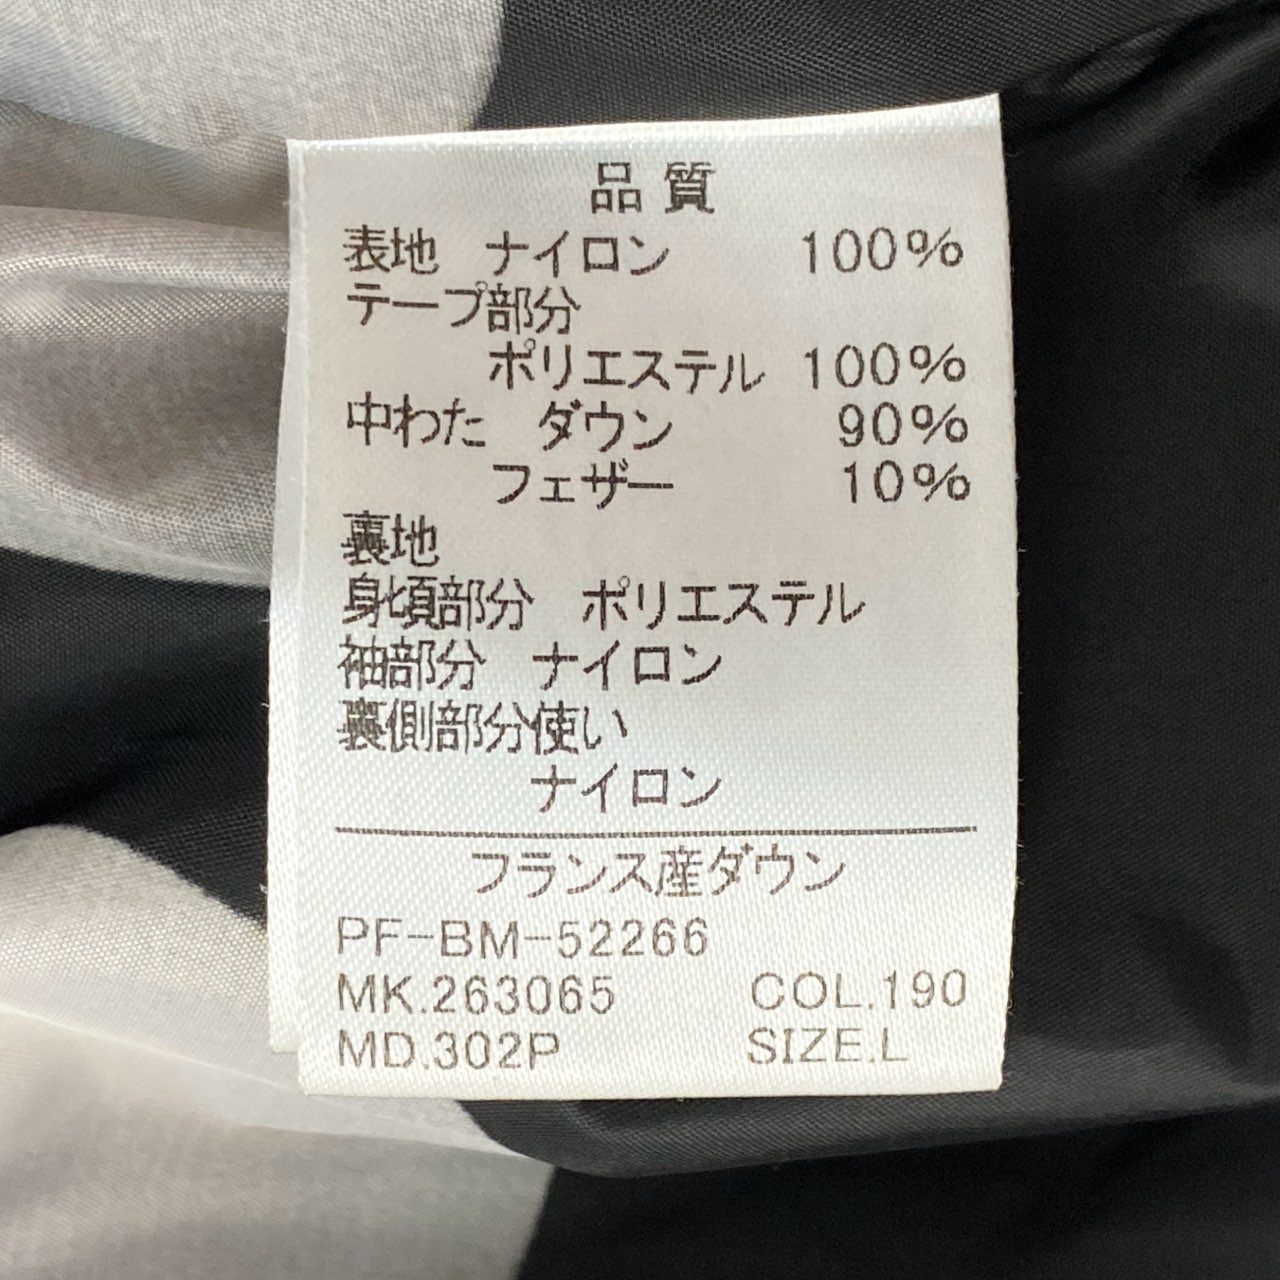 品質
表地 ナイロン 100%
テープ部分
ポリエステル 100%
中わた ダウン 90%
フェザー 10%
裏地
身頃部分 ポリエステル
袖部分 ナイロン
裏側部分使い
ナイロン
フランス産ダウン
PF-BM-52266
MK.263065 COL.190
MD.302P SIZE.L